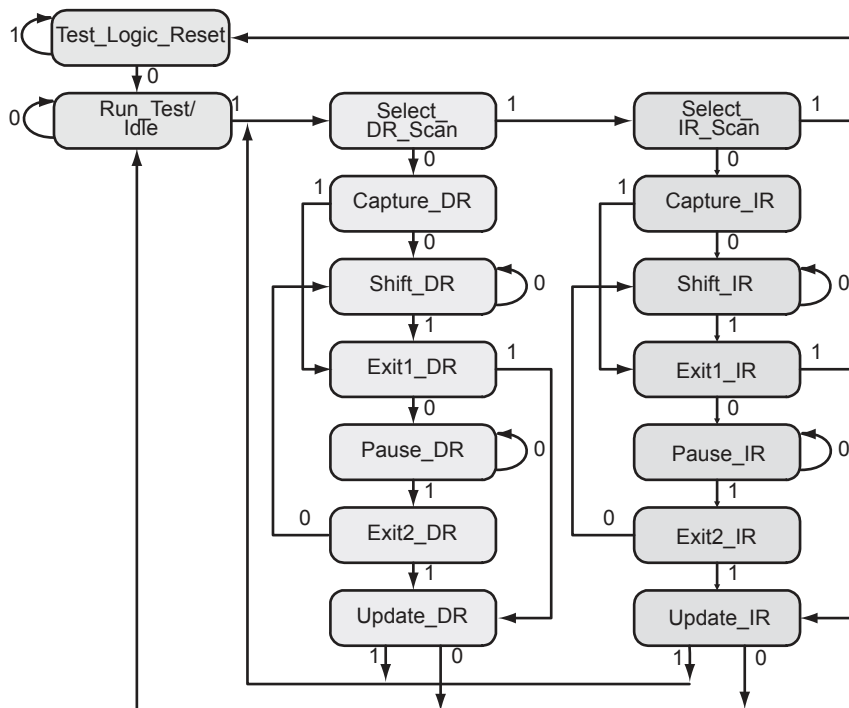 1
Test_Logic_Reset
0
0
Run_Test/
Idle
1
Select_
DR_Scan
1
Select_
IR_Scan
1
0
0
1
Capture_DR
1
Capture_IR
0
0
Shift_DR
0
Shift_IR
0
1
1
Exit1_DR
1
Exit1_IR
1
0
0
Pause_DR
0
Pause_IR
0
1
1
0
Exit2_DR
0
Exit2_IR
1
1
Update_DR
Update_IR
1
0
1
0